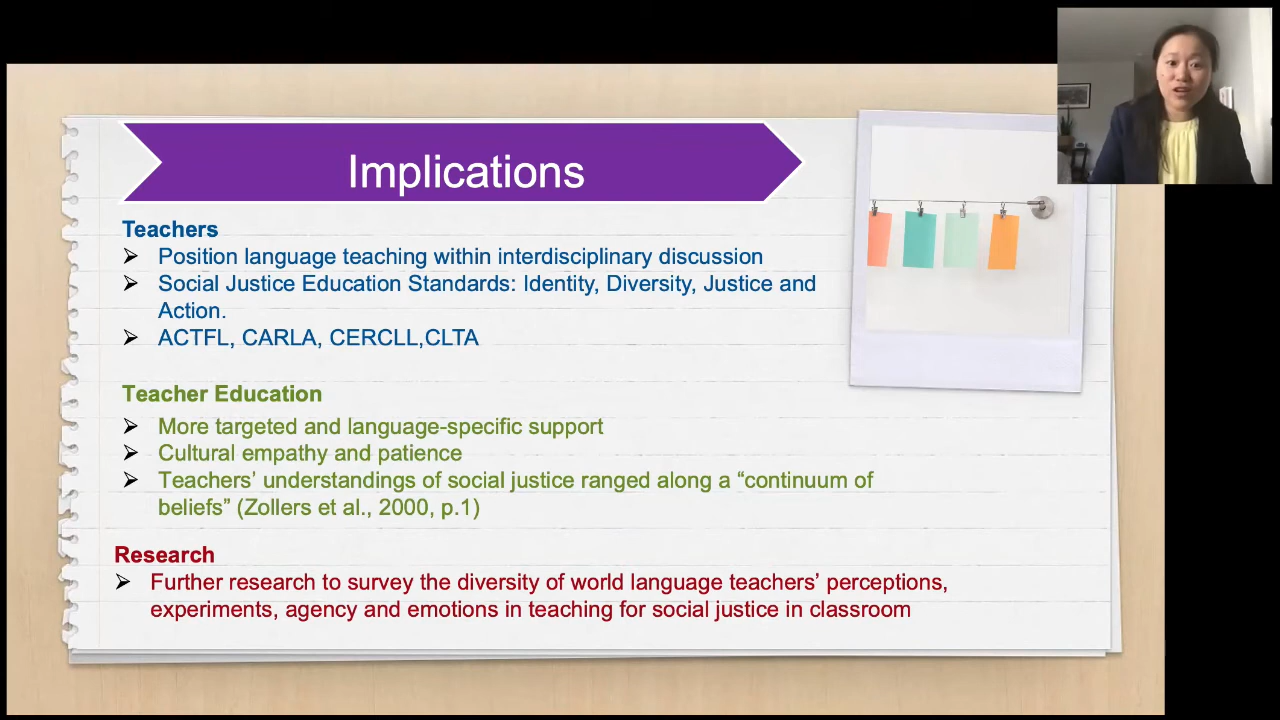 Implications
Teachers
Position language teaching within interdisciplinary discussion
Social Justice Education Standards: Identity, Diversity, Justice and
Action.
ACTFL, CARLA, CERCLL,CLTA
Teacher Education
More targeted and language-specific support
Cultural empathy and patience
Teachers’ understandings of social justice ranged along a “continuum of
beliefs” (Zollers et al., 2000, p.1)
Research
Further research to survey the diversity of world language teachers’ perceptions,
experiments, agency and emotions in teaching for social justice in classroom